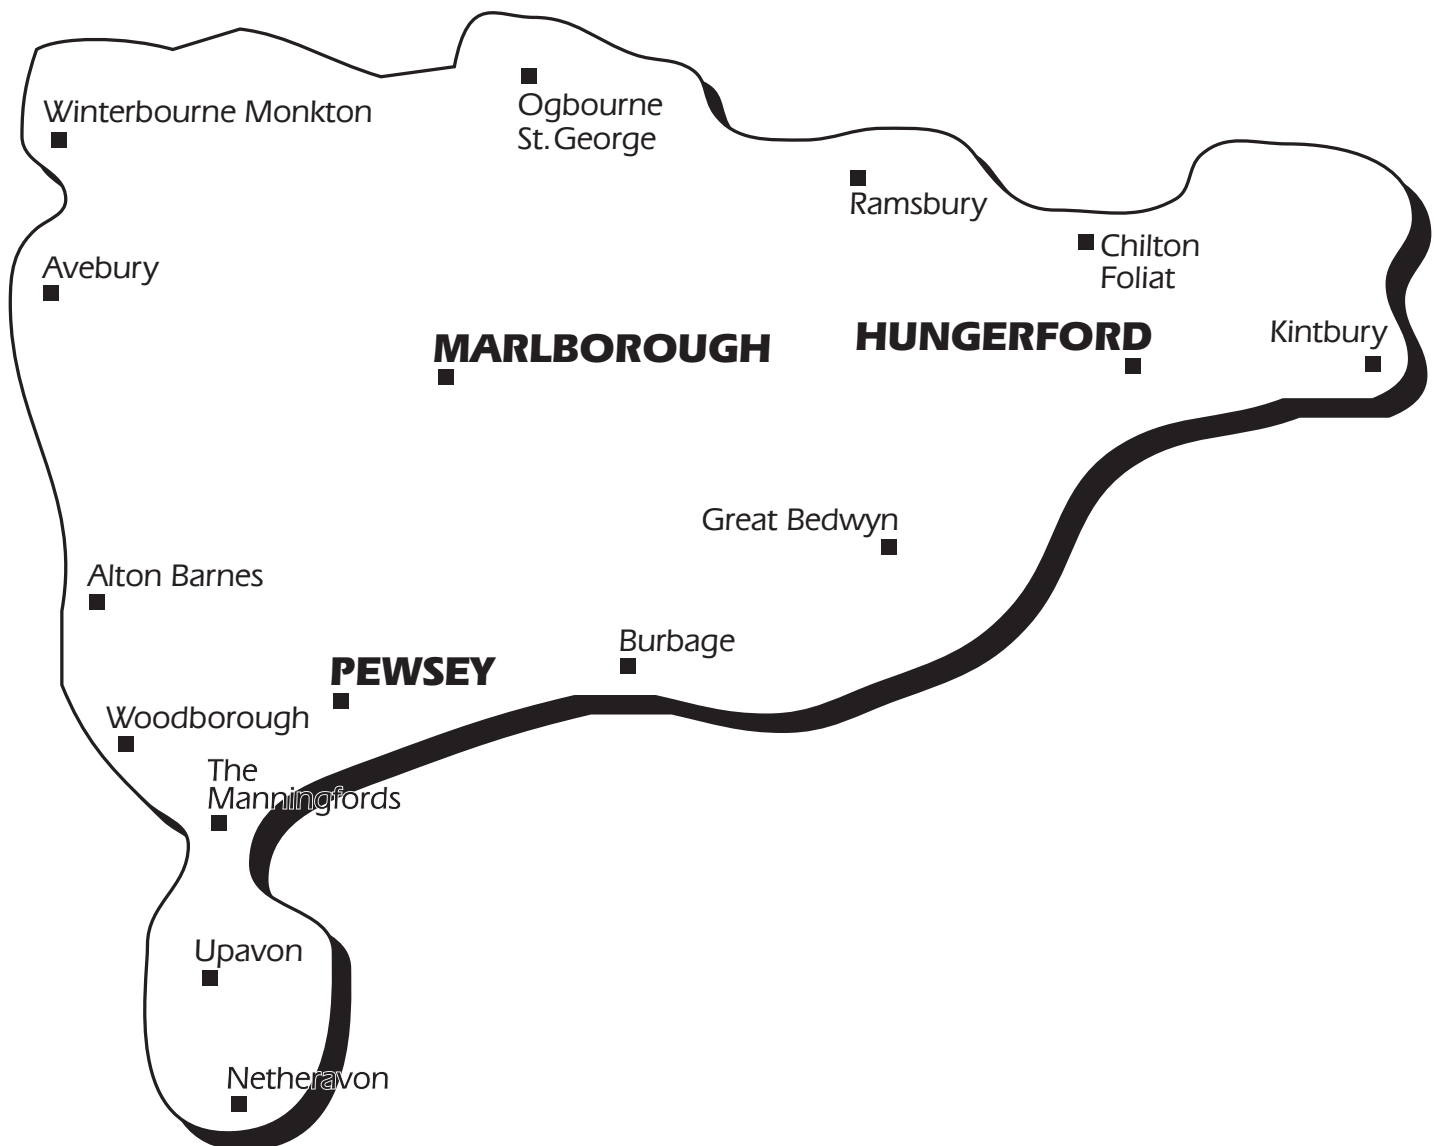 Winterbourne Monkton
Ogbourne
St. George
Ramsbury
Chilton
Foliat
Avebury
MARLBOROUGH
HUNGERFORD
Kintbury
Great Bedwyn
Alton Barnes
Burbage
PEWSEY
Woodborough
The
Manningfords
Upavon
Netheravon